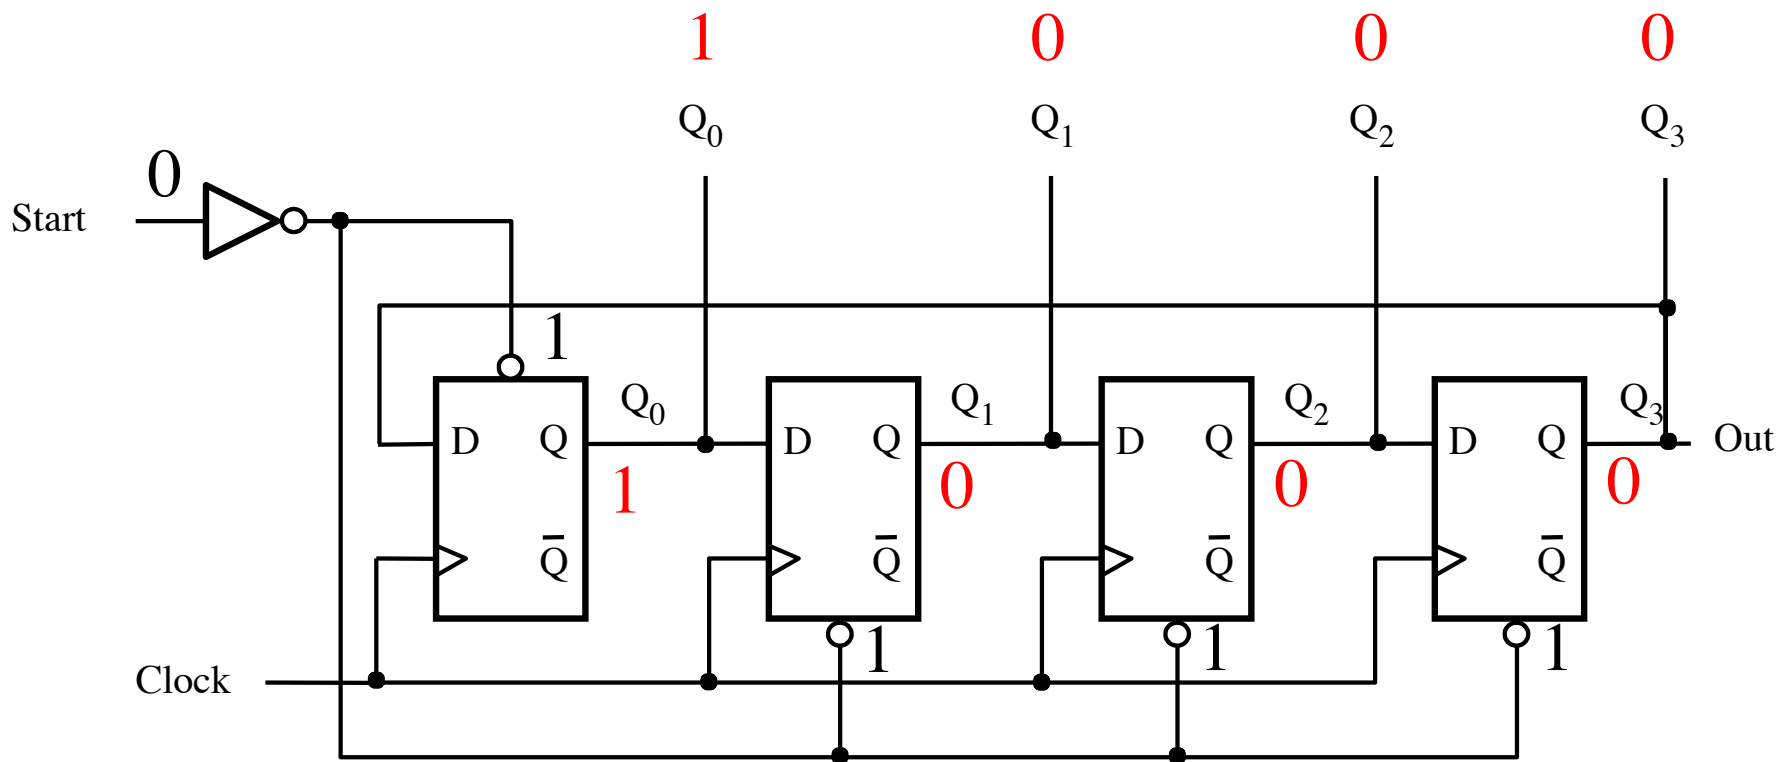 1 0 0 0
Q0 Q1 Q2 Q3
0
Start
1
Q0 Q1 Q2 Q3
D Q D Q D Q D Q Out
1 0 0 0
Q̅ Q̅ Q̅ Q̅
1 1 1
Clock